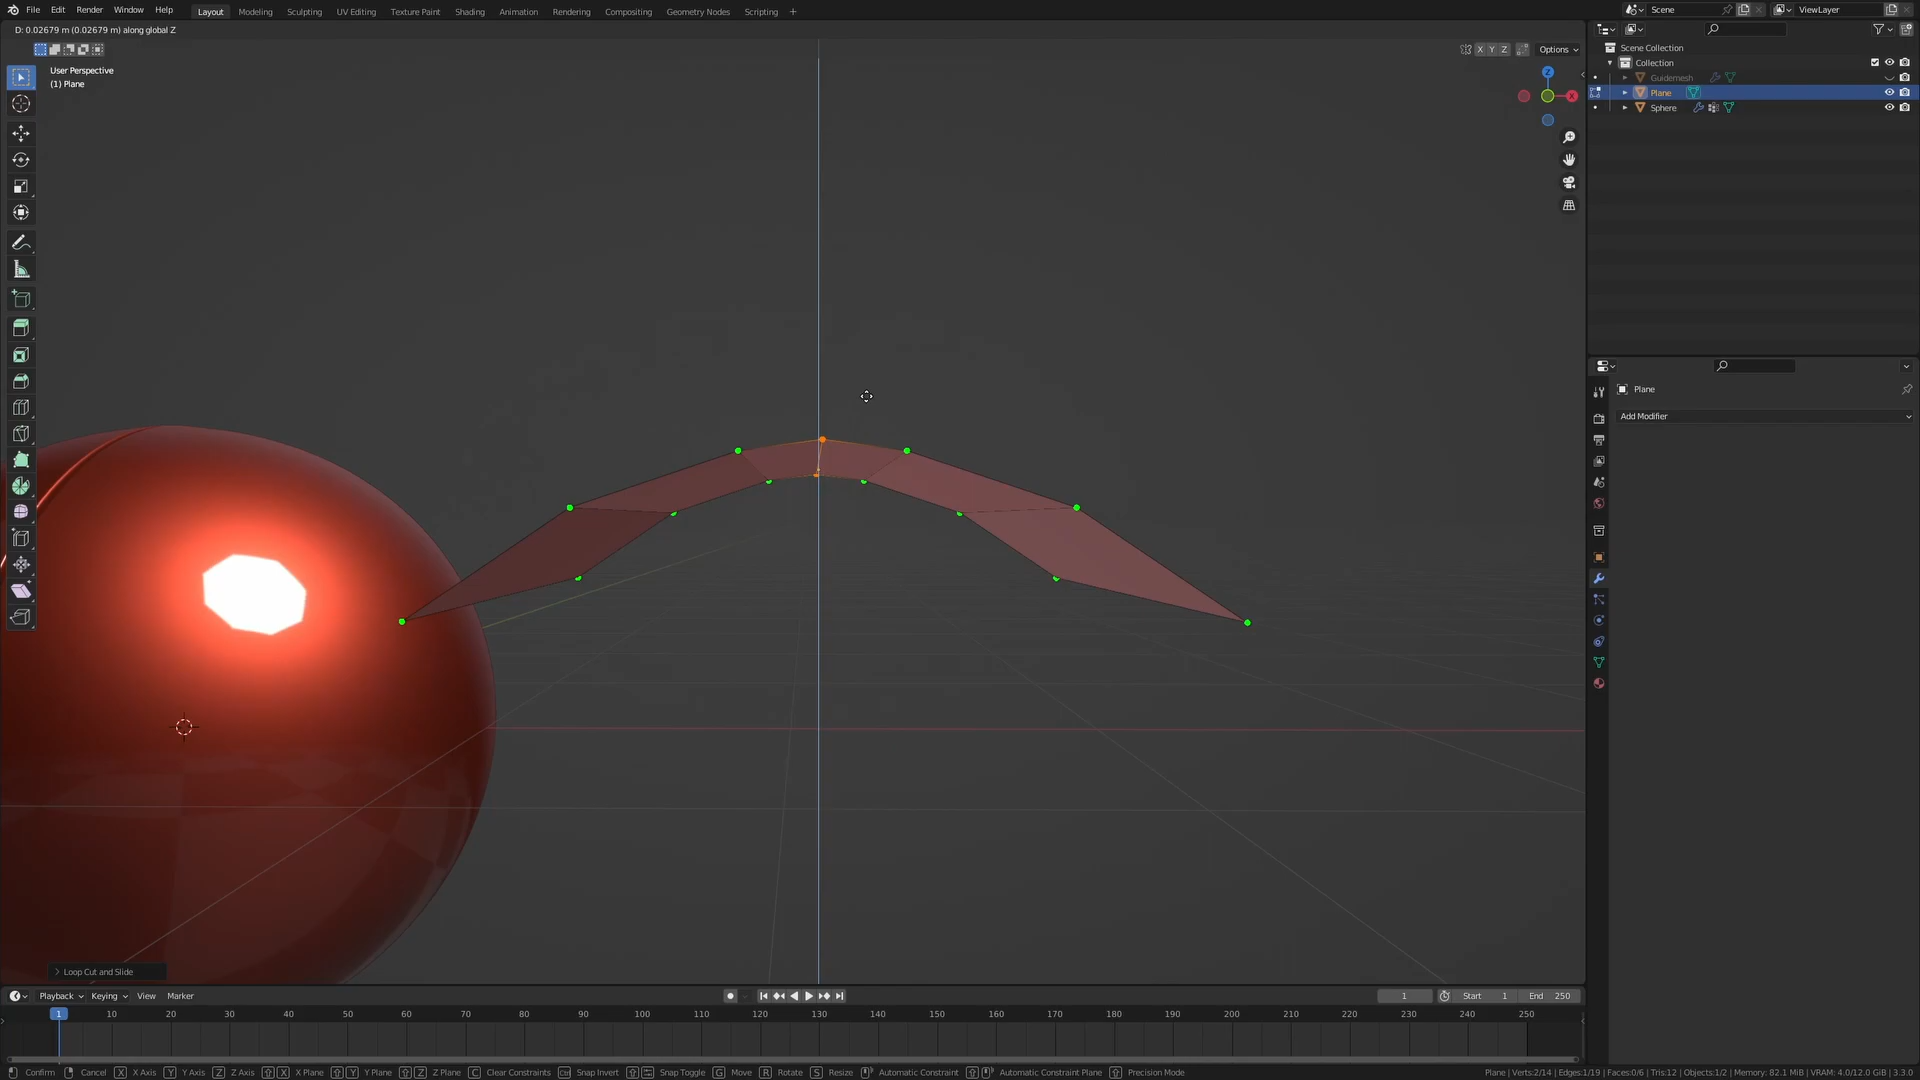 File Edit Render Window Help Layout Modeling Sculpting UV Editing Texture Paint Shading Animation Rendering Compositing Geometry Nodes Scripting + Scene ViewLayer
D: 0.02679 m (0.02679 m) along global Z
X Y Z Options
User Perspective
(1) Plane
Z
X
Scene Collection
Collection
Guidemesh
Plane
Sphere
Plane
Add Modifier
Loop Cut and Slide
Playback Keying View Marker 1 Start 1 End 250
1 10 20 30 40 50 60 70 80 90 100 110 120 130 140 150 160 170 180 190 200 210 220 230 240 250
Confirm Cancel X X Axis Y Y Axis Z Z Axis X X Plane Y Y Plane Z Z Plane C Clear Constraints Ctrl Snap Invert Snap Toggle G Move R Rotate S Resize Automatic Constraint Automatic Constraint Plane Precision Mode Plane | Verts:2/14 | Edges:1/19 | Faces:0/6 | Tris:12 | Objects:1/2 | Memory: 82.1 MiB | VRAM: 4.0/12.0 GiB | 3.3.0